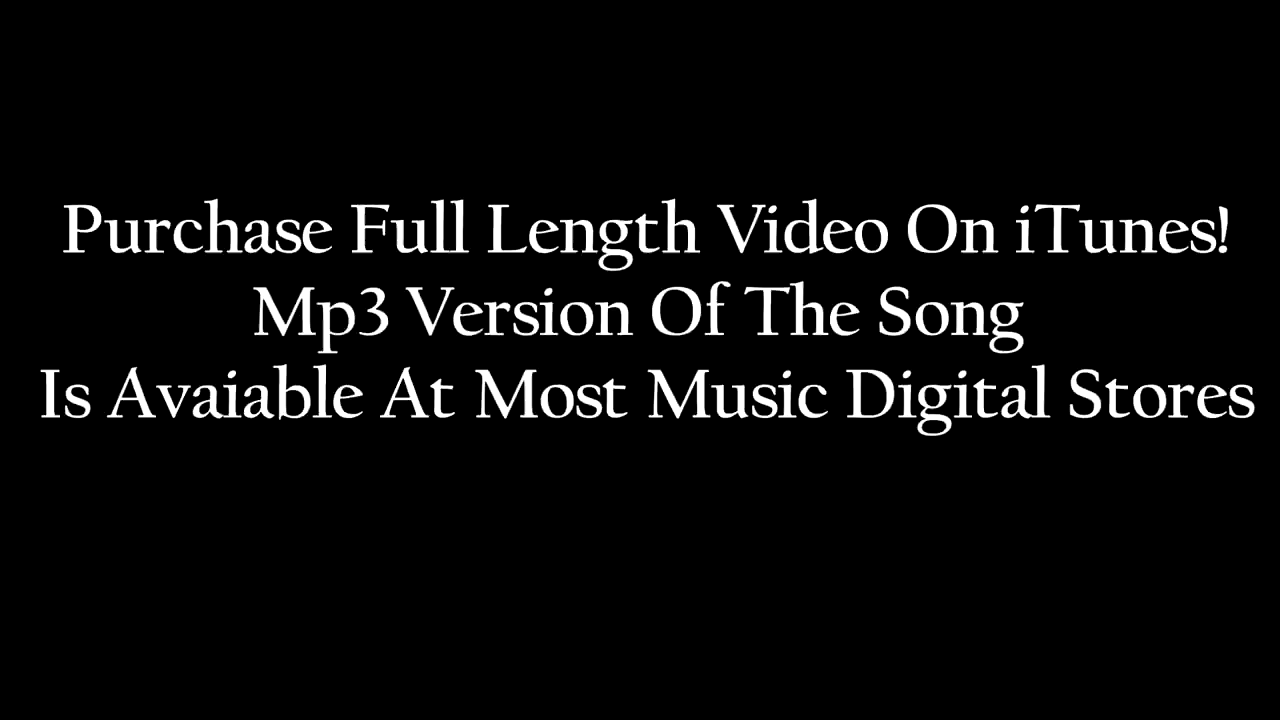 Purchase Full Length Video On iTunes!
Mp3 Version Of The Song
Is Avaiable At Most Music Digital Stores